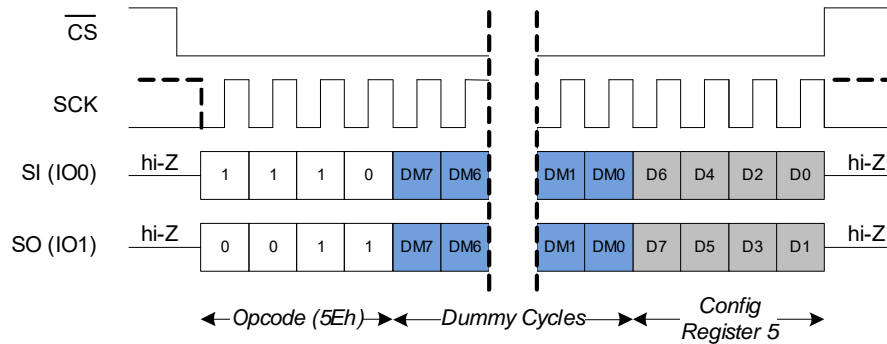 CS
SCK
SI (IO0) hi-Z 1 1 1 0 DM7 DM6 DM1 DM0 D6 D4 D2 D0 hi-Z
SO (IO1) hi-Z 0 0 1 1 DM7 DM6 DM1 DM0 D7 D5 D3 D1 hi-Z
Opcode (5Eh) Dummy Cycles Config
Register 5